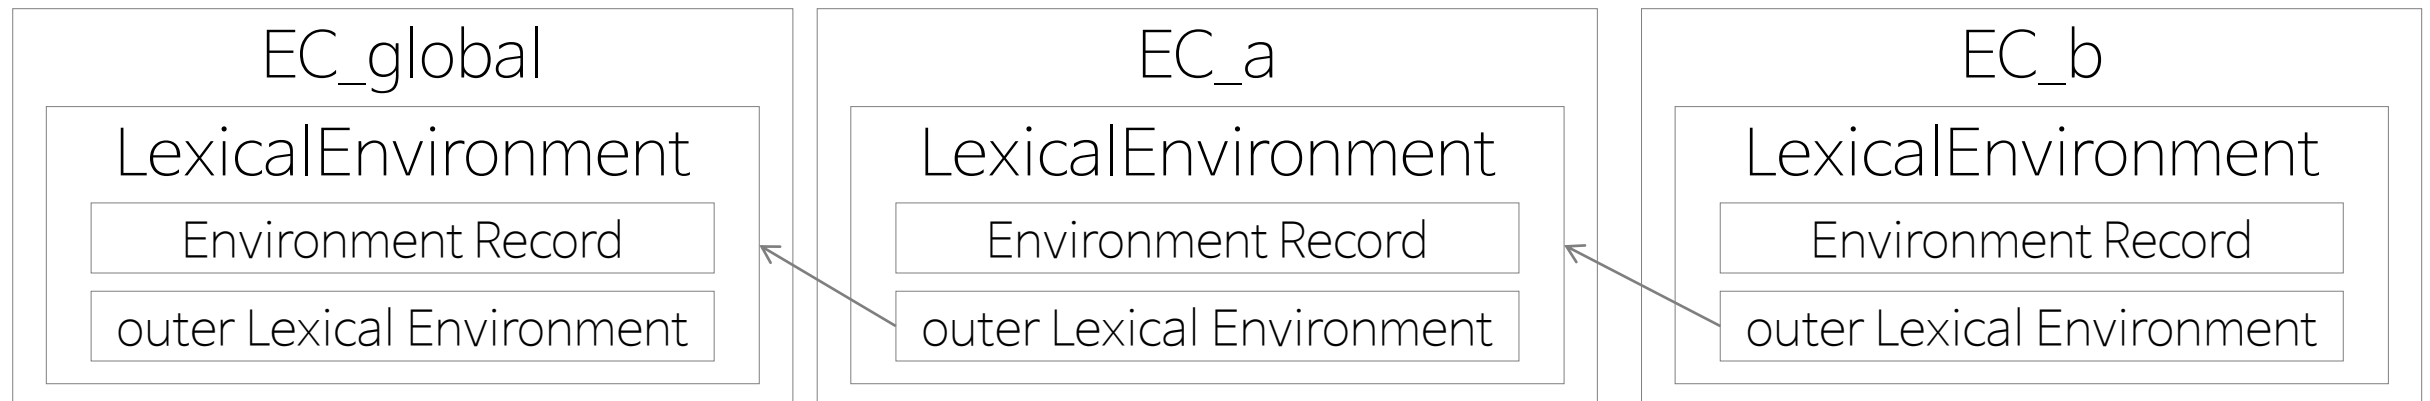 EC_global
LexicalEnvironment
Environment Record
outer Lexical Environment
EC_a
LexicalEnvironment
Environment Record
outer Lexical Environment
EC_b
LexicalEnvironment
Environment Record
outer Lexical Environment